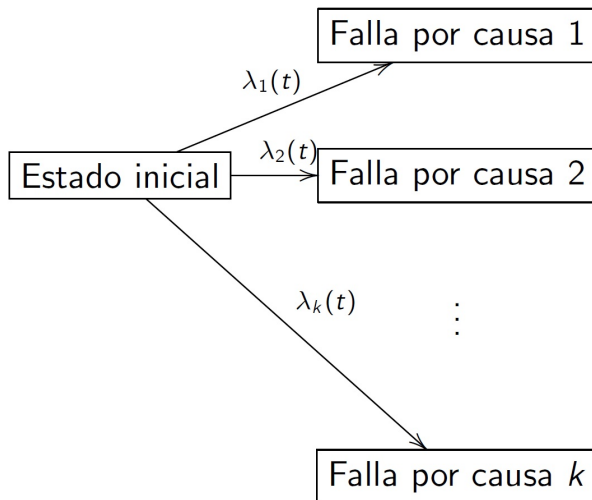 Falla por causa 1
λ₁(t)
λ₂(t)
Estado inicial
Falla por causa 2
λₖ(t)
⋮
Falla por causa k